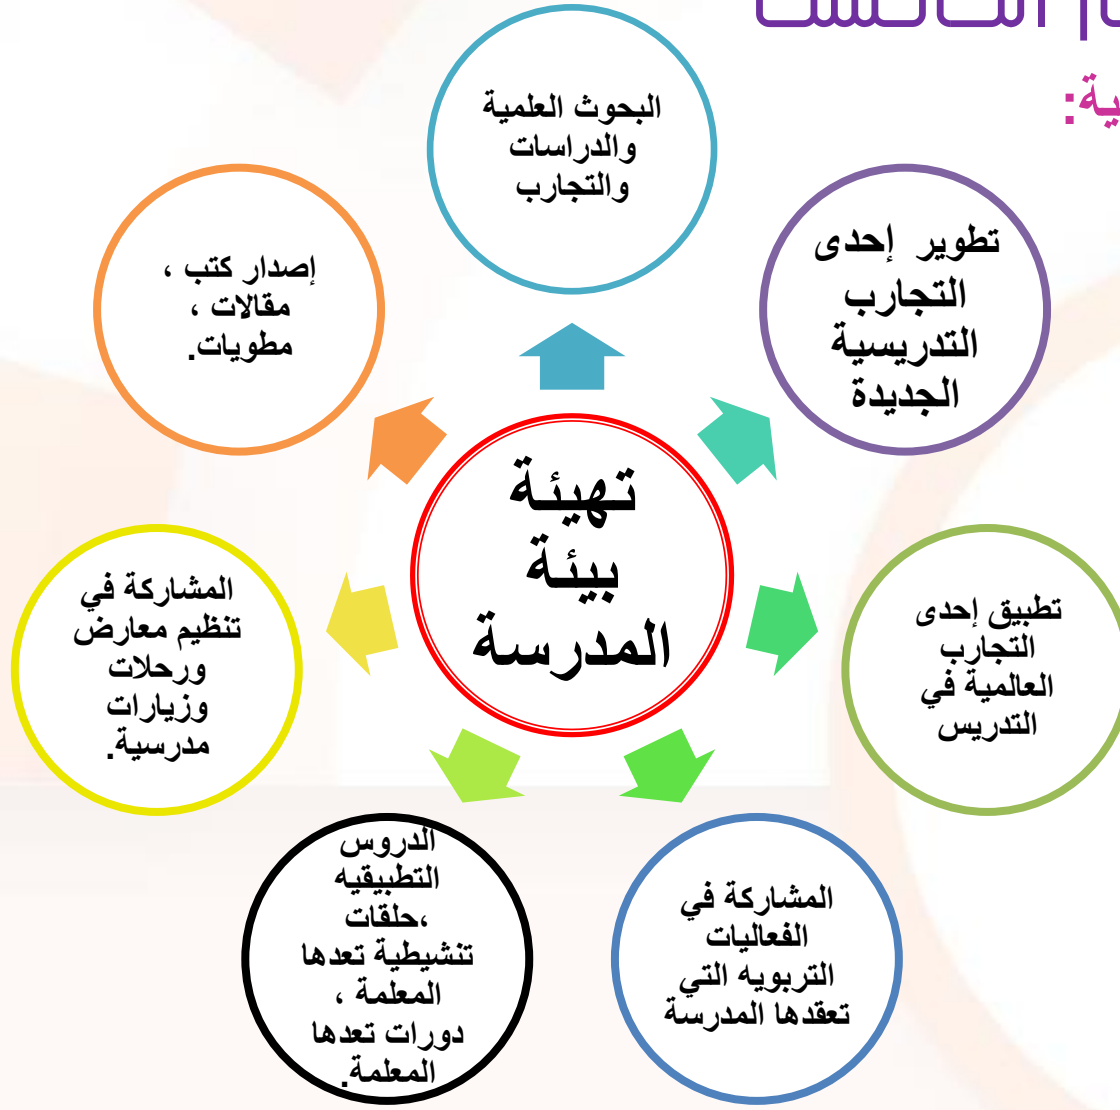 البحوث العلمية
والدراسات
والتجارب
تطوير إحدى
التجارب
التدريسية
الجديدة
تطبيق إحدى
التجارب
العالمية في
التدريس
المشاركة في
الفعاليات
التربويه التي
تعقدها المدرسة
الدروس
التطبيقيه
،حلقات
تنشيطية تعدها
المعلمة ،
دورات تعدها
المعلمة.
المشاركة في
تنظيم معارض
ورحلات
وزيارات
مدرسية.
إصدار كتب ،
مقالات ،
مطويات.
تهيئة
بيئة
المدرسة